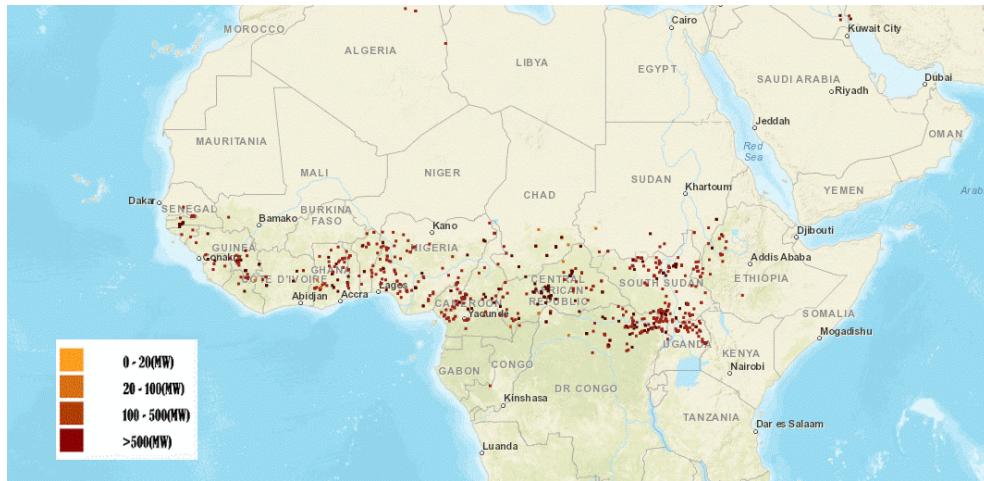 Cairo
MOROCCO
Kuwait City
ALGERIA
LIBYA
EGYPT
SAUDI ARABIA
Dubai
Riyadh
Jeddah
MAURITANIA
OMAN
Red
Sea
MALI
NIGER
CHAD
SUDAN
Khartoum
YEMEN
Arab
Dakar
SENEGAL
Bamako
BURKINA
FASO
Kano
Djibouti
GUINEA
Conakry
NIGERIA
Addis Ababa
ETHIOPIA
COTE D'IVOIRE
GHANA
Lagos
Abidjan
Accra
CENTRAL
AFRICAN
REPUBLIC
SOUTH SUDAN
CAMEROON
Yaounde
SOMALIA
Mogadishu
UGANDA
KENYA
Nairobi
GABON
CONGO
DR CONGO
Kinshasa
TANZANIA
Dar es Salaam
Luanda
0 - 20(MW)
20 - 100(MW)
100 - 500(MW)
>500(MW)